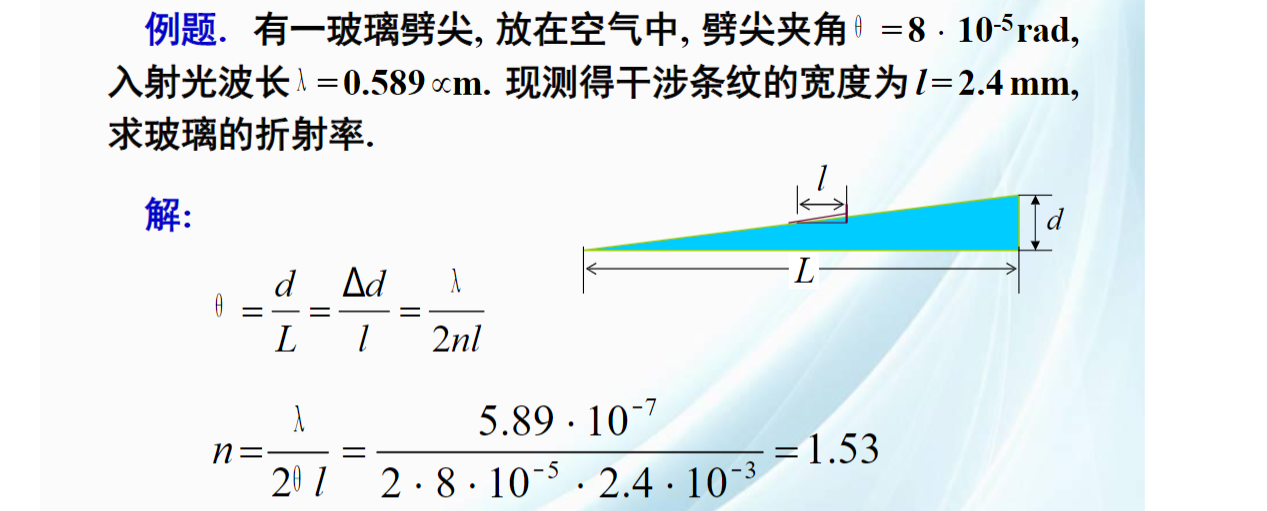 例题. 有一玻璃劈尖, 放在空气中, 劈尖夹角θ =8 · 10⁻⁵rad,
入射光波长λ=0.589 ∝m. 现测得干涉条纹的宽度为l=2.4 mm,
求玻璃的折射率.
l
解:
d
L
θ = d/L = Δd/l = λ/2nl
n = λ/2θ l = 5.89 · 10⁻⁷/2 · 8 · 10⁻⁵ · 2.4 · 10⁻³ = 1.53